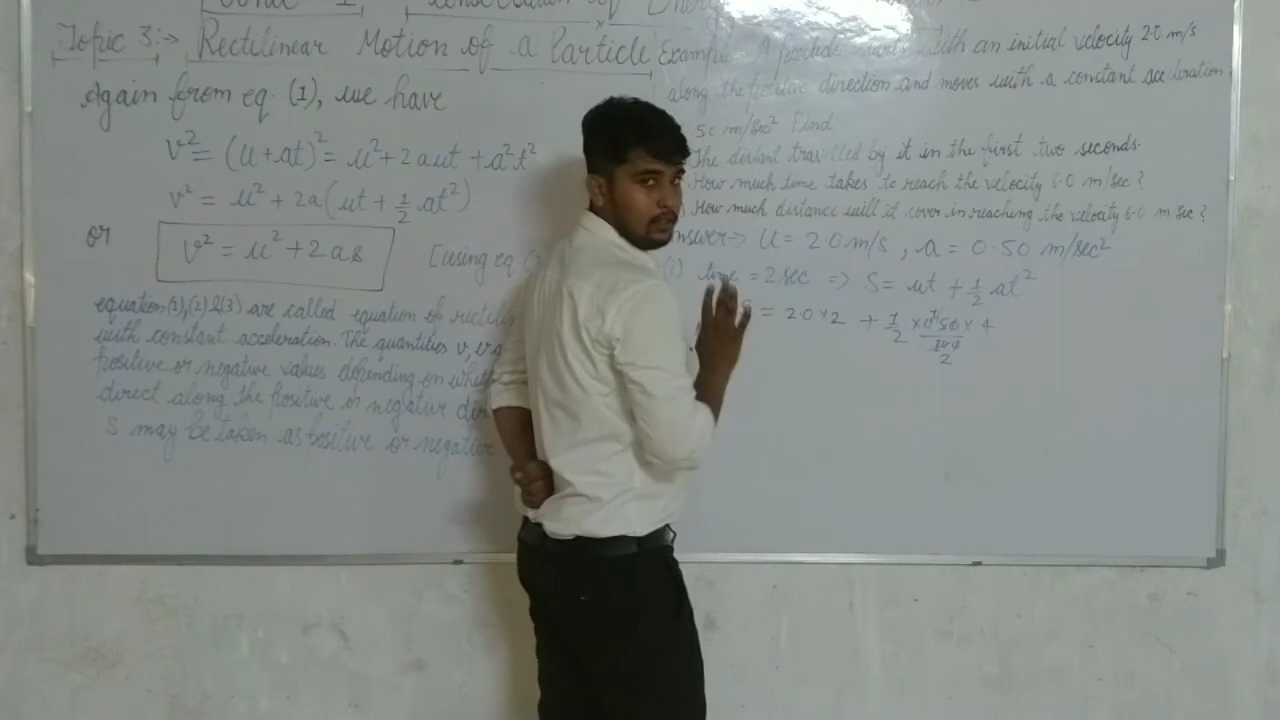 Topic 3:→ Rectilinear Motion of a Particle
Again from eq. (1), we have
v² = (u+at)² = u²+2aut +a²t²
v² = u² + 2a(ut + 1/2 at²)
or v² = u² + 2as [using eq
equation(1),(2)&(3) are called equation of
with constant acceleration. The quantities v,
positive or negative values depending on
direct along the positive or negative
S may be taken as positive or negative
Example A particle with an initial velocity 2.0 m/s
along the positive direction and moves with a constant acceleration
50 m/sec² Find
The distant travelled by it in the first two seconds.
How much time takes to reach the velocity 6.0 m/sec?
How much distance will it cover in reaching the velocity 6.0 m/sec?
u = 2.0 m/s , a = 0.50 m/sec²
(i) time = 2 sec ⇒ S = ut + 1/2 at²
= 2.0×2 + 1/2 × × 4